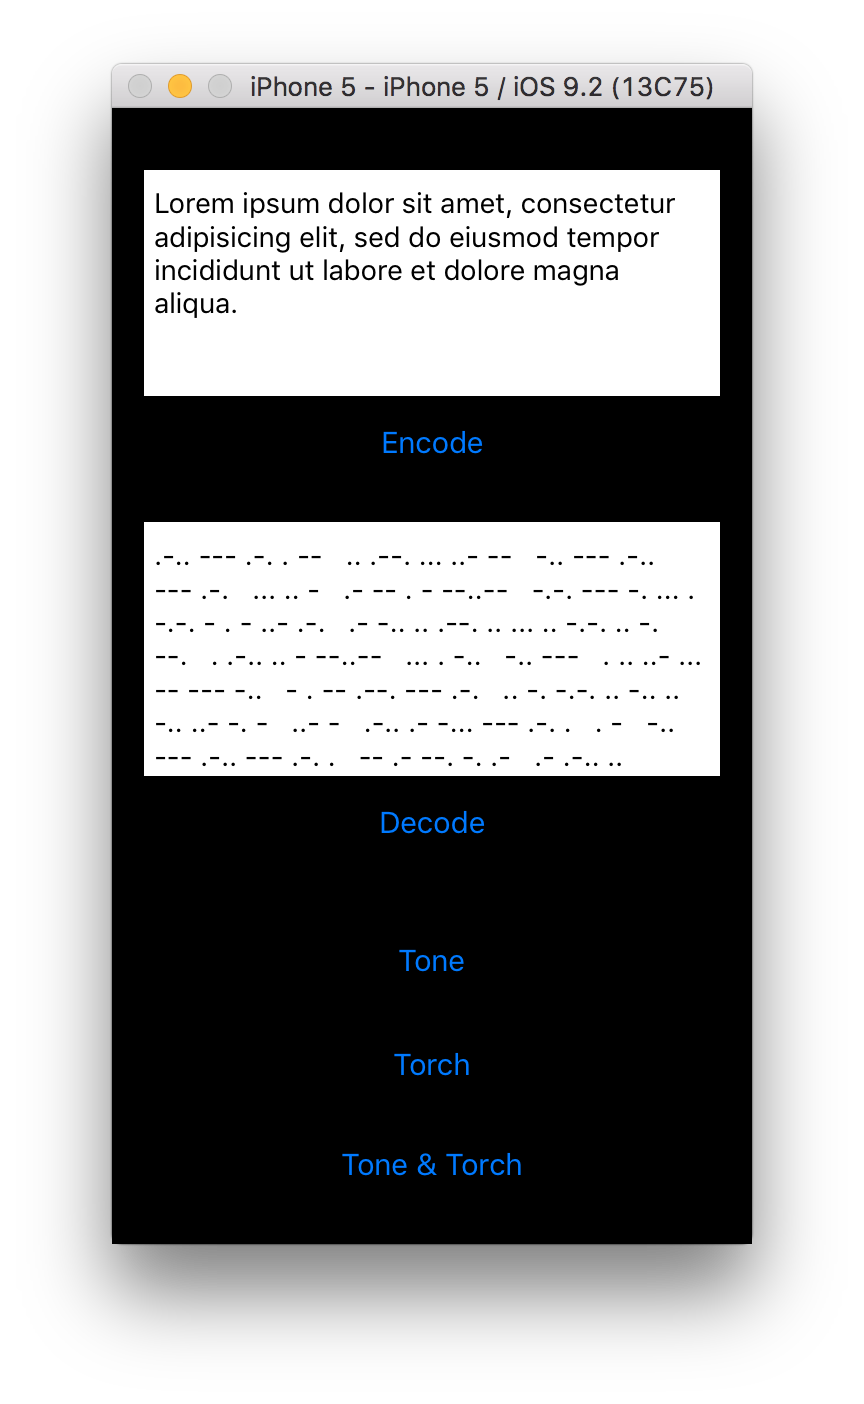 iPhone 5 - iPhone 5 / iOS 9.2 (13C75)
Lorem ipsum dolor sit amet, consectetur
adipisicing elit, sed do eiusmod tempor
incididunt ut labore et dolore magna
aliqua.
Encode
.-.. --- .-. . --   .. .--. ... ..- --   -.. --- .-..
--- .-.   ... .. -   .- -- . - --..--   -.-. --- -. ... .
-.-. - . - ..- .-.   .- -.. .. .--. .. ... .. -.-. .. -.
--.   . .-.. .. - --..--   ... . -..   -.. ---   . .. ..- ...
-- --- -..   - . -- .--. --- .-.   .. -. -.-. .. -.. ..
-.. ..- -. -   ..- -   .-.. .- -... --- .-. .   . -   -..
--- .-.. --- .-. .   -- .- --. -. .-   .- .-.. ..
Decode
Tone
Torch
Tone & Torch